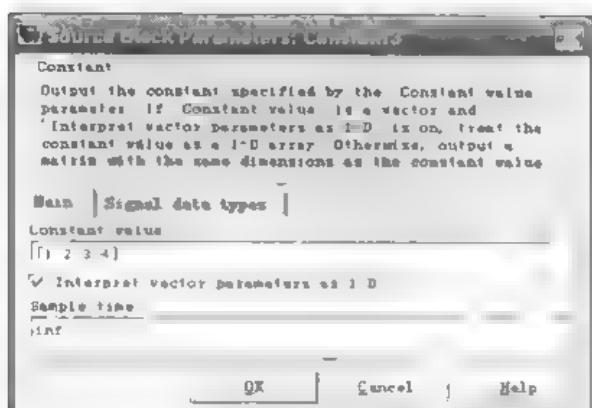 Source Block Parameters: Constant3
Constant
Output the constant specified by the 'Constant value'
parameter. If 'Constant value' is a vector and
'Interpret vector parameters as 1-D' is on, treat the
constant value as a 1-D array. Otherwise, output a
matrix with the same dimensions as the constant value
Main
Signal data types
Constant value
[1 2 3 4]
Interpret vector parameters as 1-D
Sample time
inf
OK Cancel Help